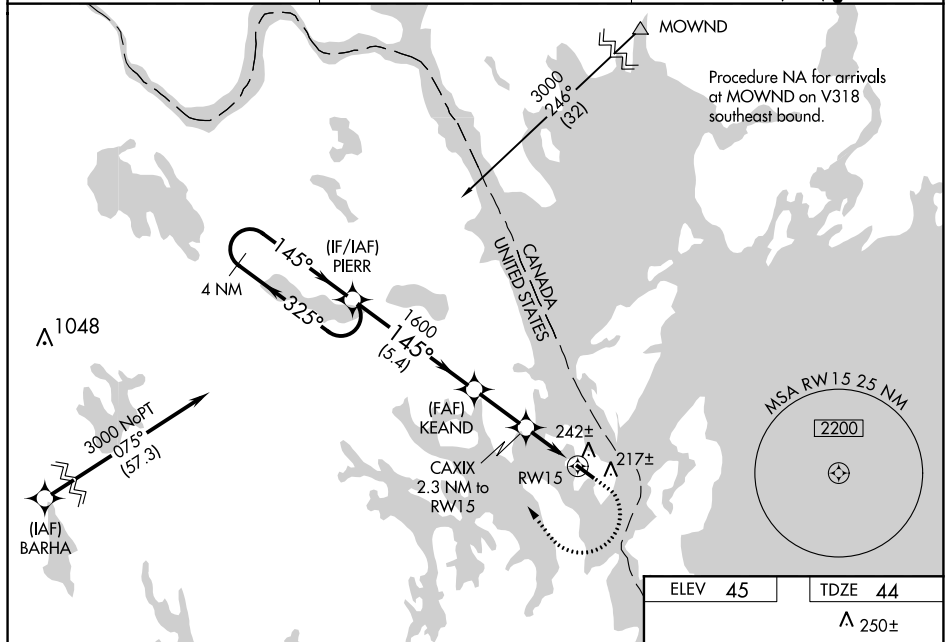 MOWND
3000
246°
(32)
Procedure NA for arrivals
at MOWND on V318
southeast bound.
CANADA
UNITED STATES
145°
(IF/IAF)
PIERR
4 NM
325°
1048
1600
145°
(5.4)
MSA RW15 25 NM
2200
3000 NoPT
075°
(57.3)
(FAF)
KEAND
242±
217±
CAXIX
2.3 NM to
RW15
RW15
(IAF)
BARHA
ELEV 45
TDZE 44
250±